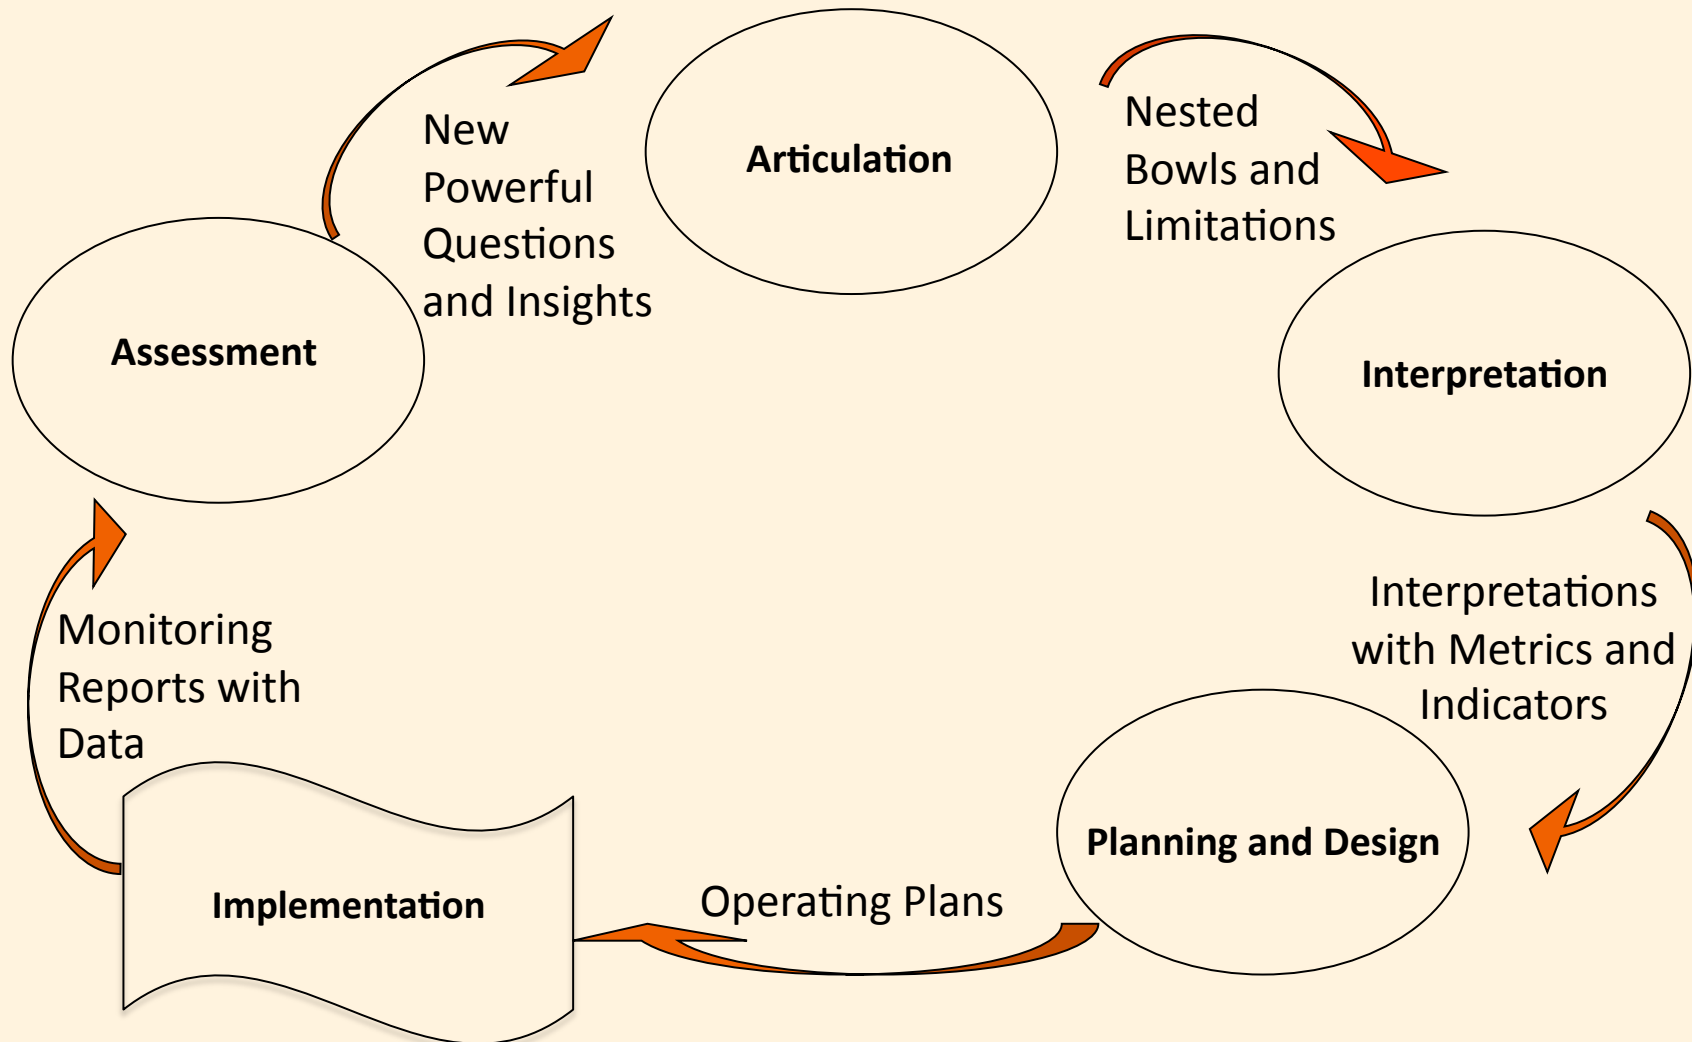 Articulation
Nested
Bowls and
Limitations
Interpretation
Interpretations
with Metrics and
Indicators
Planning and Design
Operating Plans
Implementation
Monitoring
Reports with
Data
Assessment
New
Powerful
Questions
and Insights